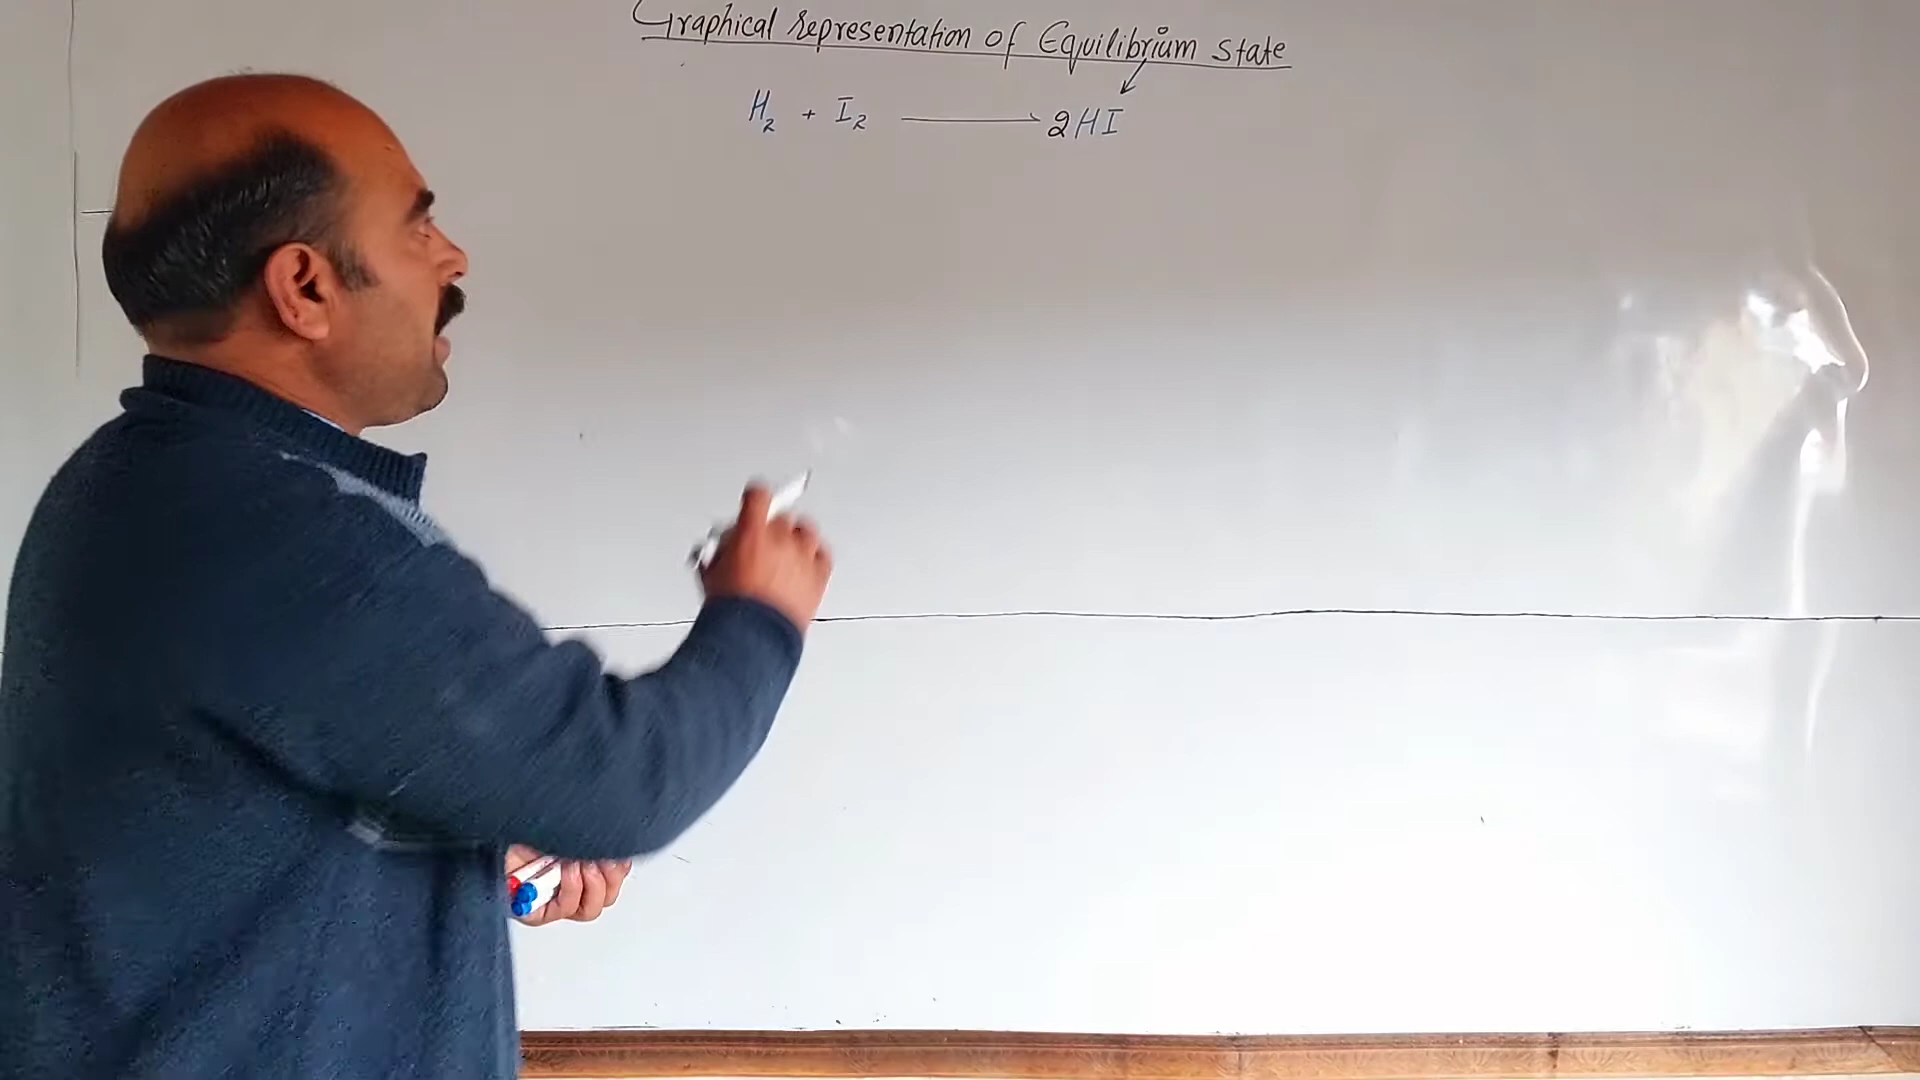 Graphical representation of Equilibrium state
H₂ + I₂ ⟶ 2HI